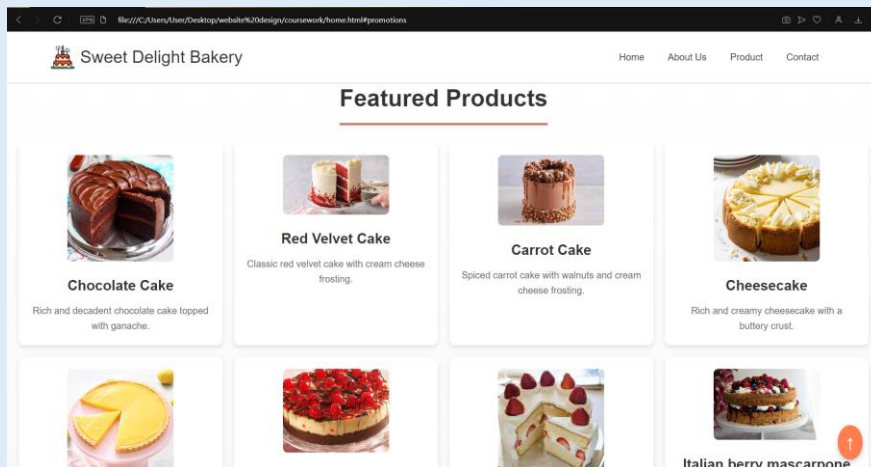 VPN file:///C:/Users/User/Desktop/website%20design/coursework/home.html#promotions
Sweet Delight Bakery
Home About Us Product Contact
Featured Products
Chocolate Cake
Rich and decadent chocolate cake topped
with ganache.
Red Velvet Cake
Classic red velvet cake with cream cheese
frosting.
Carrot Cake
Spiced carrot cake with walnuts and cream
cheese frosting.
Cheesecake
Rich and creamy cheesecake with a
buttery crust.
Italian berry mascarpone